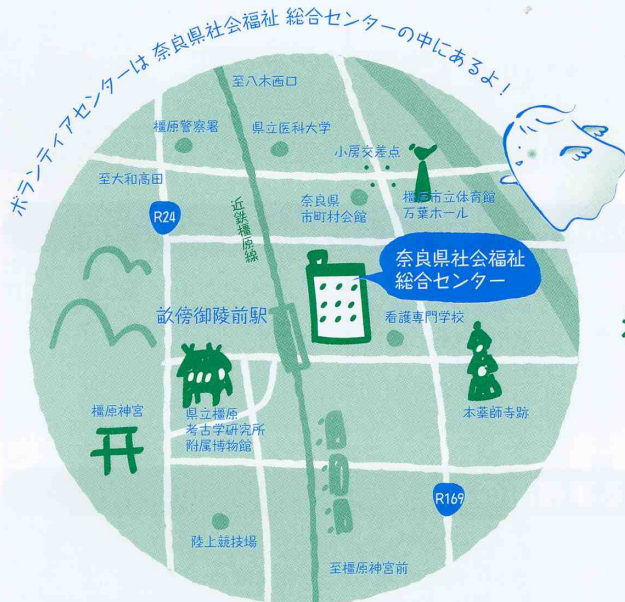 ボランティアセンターは 奈良県社会福祉 総合センターの中にあるよ!
至八木西口
橿原警察署
県立医科大学
小房交差点
至大和高田
R24
近鉄橿原線
奈良県
市町村会館
橿原市立体育館
万葉ホール
奈良県社会福祉
総合センター
畝傍御陵前駅
看護専門学校
橿原神宮
県立橿原
考古学研究所
附属博物館
本薬師寺跡
R169
陸上競技場
至橿原神宮前